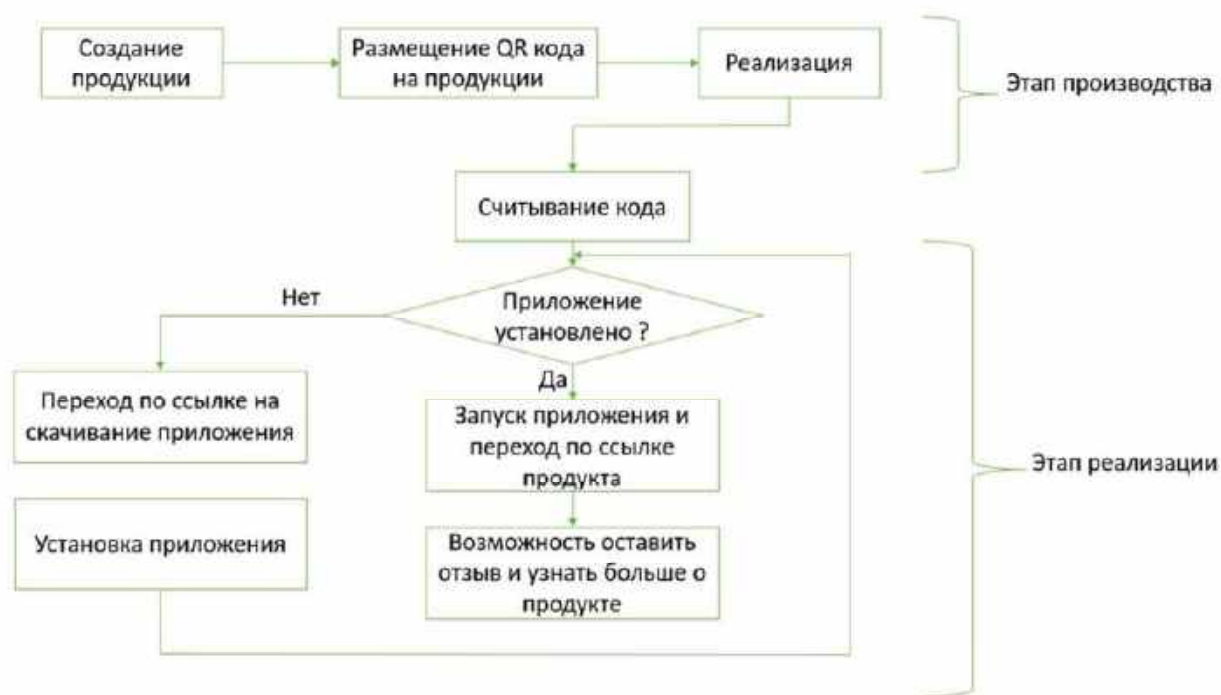 Создание
продукции
Размещение QR кода
на продукции
Реализация
Этап производства
Считывание кода
Нет
Приложение
установлено ?
Да
Переход по ссылке на
скачивание приложения
Запуск приложения и
переход по ссылке
продукта
Этап реализации
Установка приложения
Возможность оставить
отзыв и узнать больше о
продукте